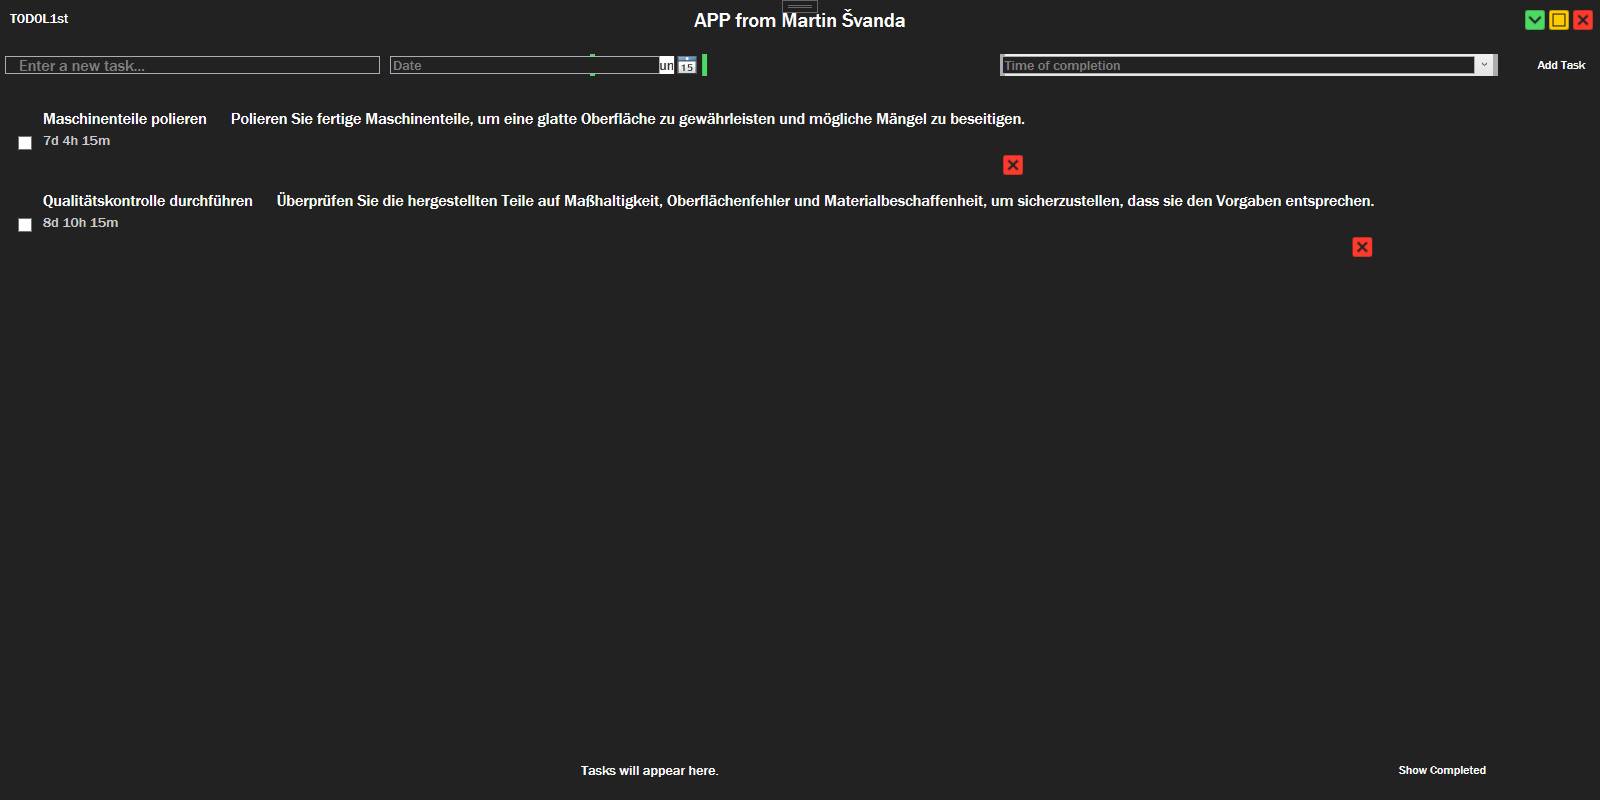 T0D0L1st
APP from Martin Švanda
Enter a new task...
Date
un
15
Time of completion
Add Task
Maschinenteile polieren Polieren Sie fertige Maschinenteile, um eine glatte Oberfläche zu gewährleisten und mögliche Mängel zu beseitigen.
7d 4h 15m
Qualitätskontrolle durchführen Überprüfen Sie die hergestellten Teile auf Maßhaltigkeit, Oberflächenfehler und Materialbeschaffenheit, um sicherzustellen, dass sie den Vorgaben entsprechen.
8d 10h 15m
Tasks will appear here.
Show Completed